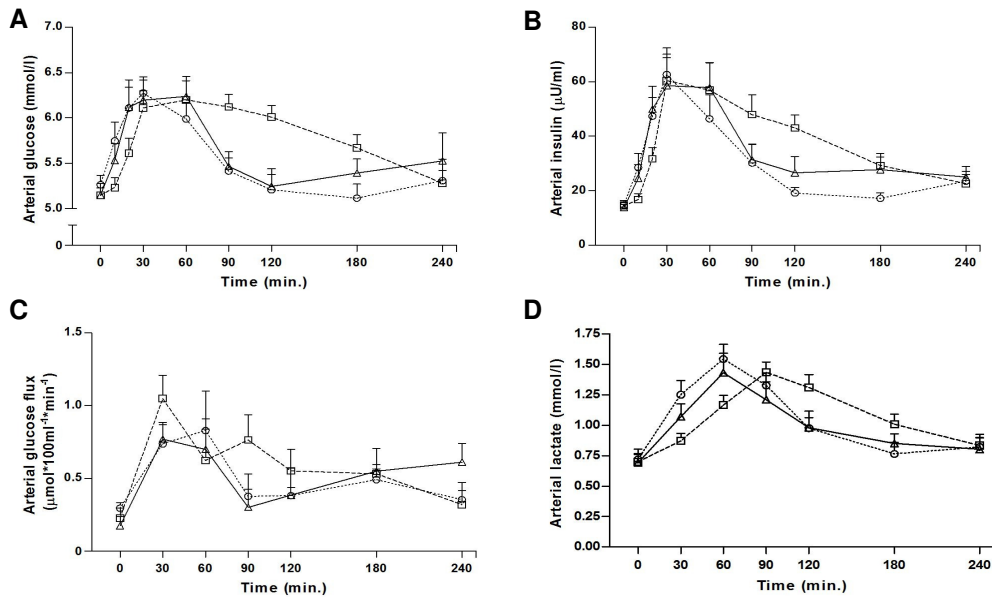 A
Arterial glucose (mmol/l)
7.0
6.5
6.0
5.5
5.0
0
0 30 60 90 120 180 240
Time (min.)
B
Arterial insulin (μU/ml)
80
60
40
20
0
0 30 60 90 120 180 240
Time (min.)
C
Arterial glucose flux
(μmol*100ml⁻¹*min⁻¹)
1.5
1.0
0.5
0
0 30 60 90 120 180 240
Time (min.)
D
Arterial lactate (mmol/l)
1.75
1.50
1.25
1.00
0.75
0.50
0.25
0.00
0 30 60 90 120 180 240
Time (min.)